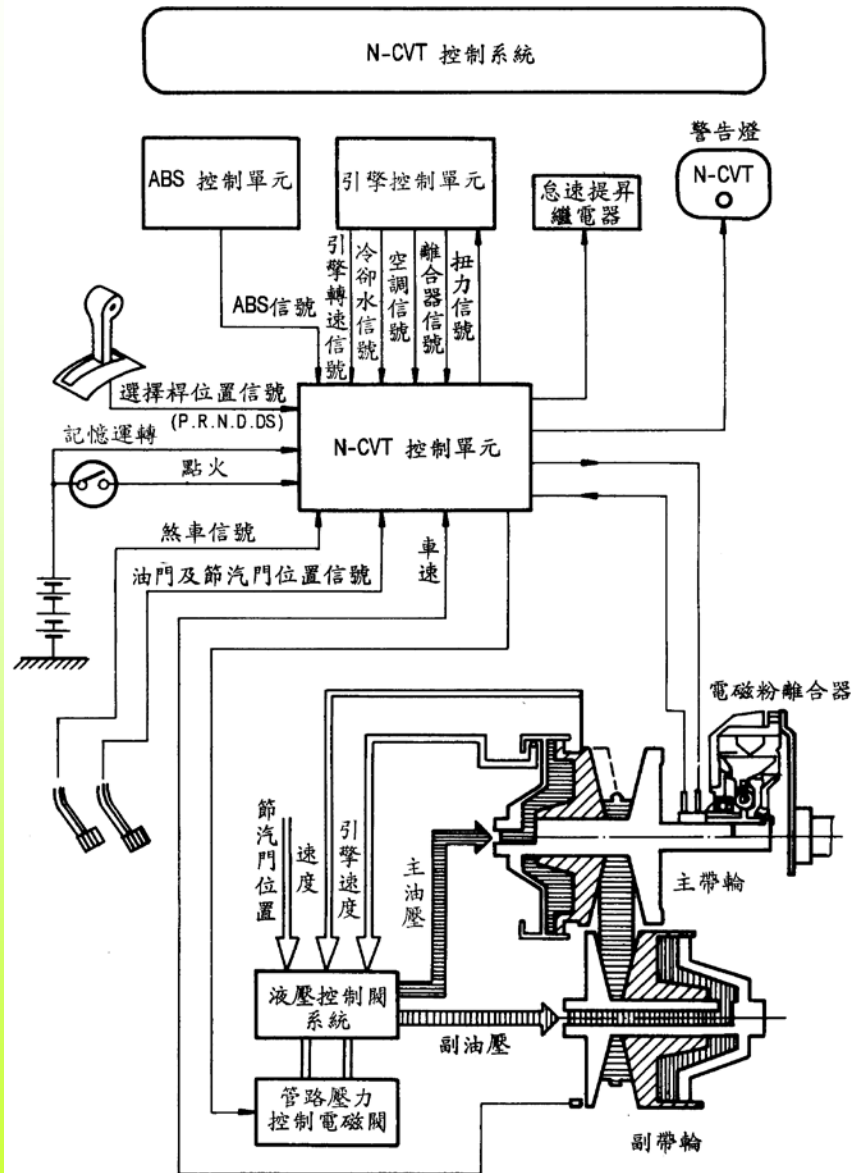 N-CVT 控制系統
ABS 控制單元
引擎控制單元
怠速提昇
繼電器
警告燈
N-CVT
ABS信號
引擎轉速信號
冷卻水信號
空調信號
離合器信號
扭力信號
選擇桿位置信號
(P.R.N.D.DS)
記憶運轉
點火
N-CVT 控制單元
煞車信號
油門及節汽門位置信號
車速
電磁粉離合器
節汽門位置
速度
引擎速度
主油壓
主帶輪
液壓控制閥
系統
副油壓
管路壓力
控制電磁閥
副帶輪